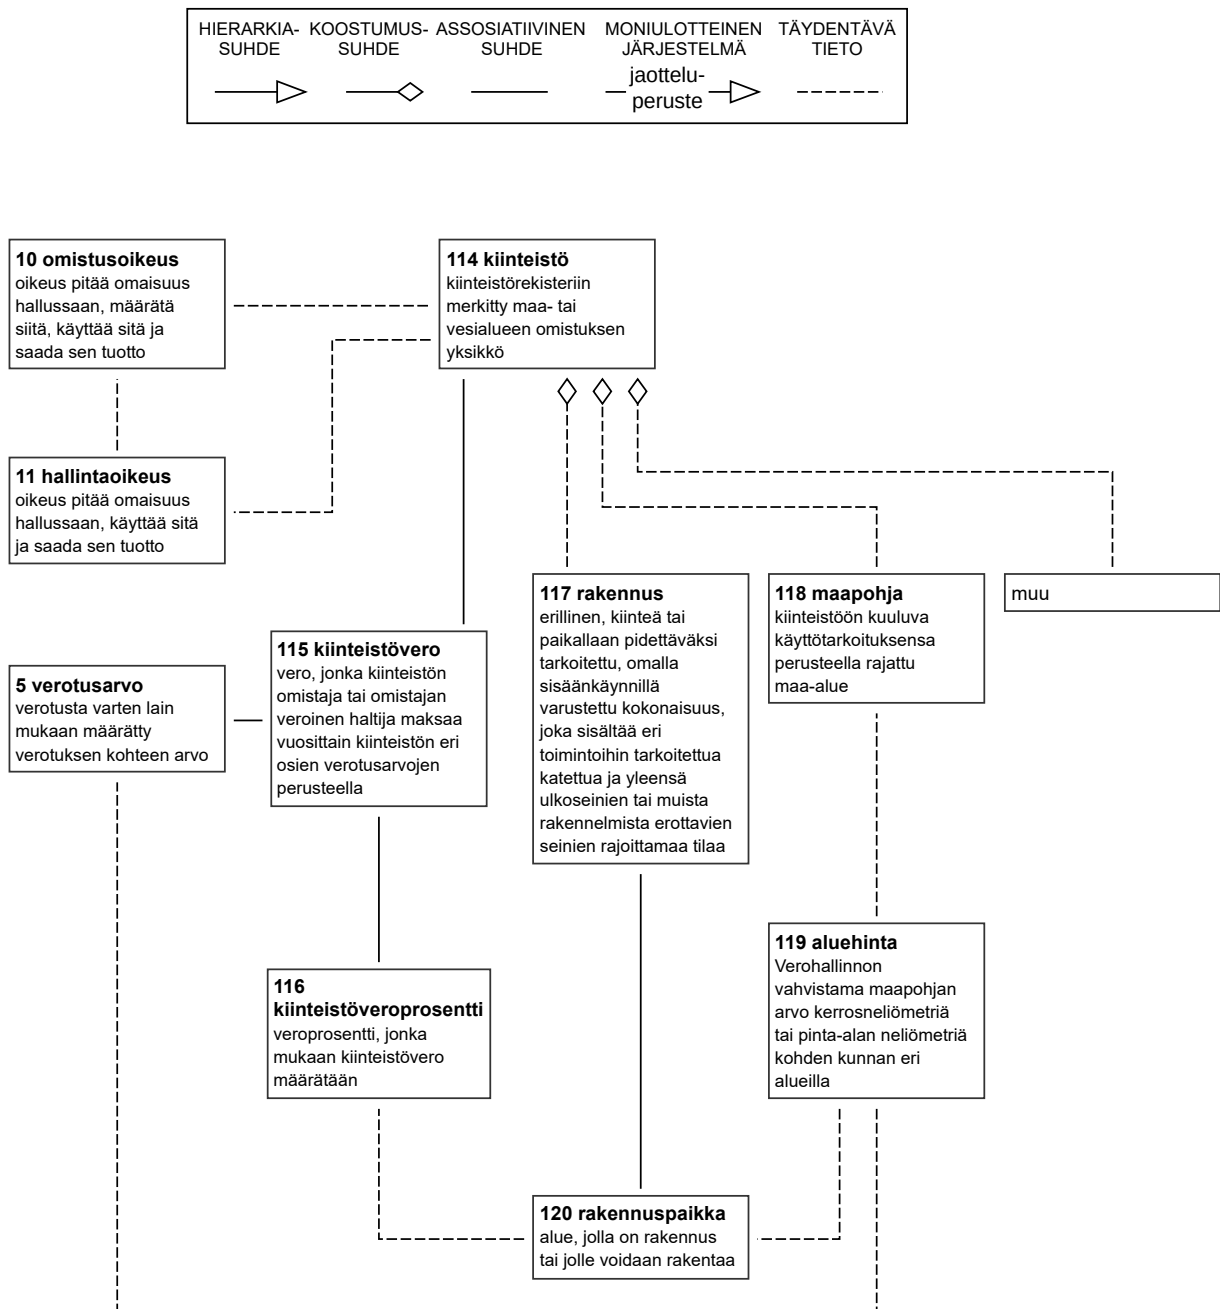 HIERARKIA-
SUHDE
KOOSTUMUS-
SUHDE
ASSOSIATIIVINEN
SUHDE
MONIULOTTEINEN
JÄRJESTELMÄ
jaottelu-
peruste
TÄYDENTÄVÄ
TIETO
10 omistusoikeus
oikeus pitää omaisuus
hallussaan, määrätä
siitä, käyttää sitä ja
saada sen tuotto
114 kiinteistö
kiinteistörekisteriin
merkitty maa- tai
vesialueen omistuksen
yksikkö
11 hallintaoikeus
oikeus pitää omaisuus
hallussaan, käyttää sitä
ja saada sen tuotto
117 rakennus
erillinen, kiinteä tai
paikallaan pidettäväksi
tarkoitettu, omalla
sisäänkäynnillä
varustettu kokonaisuus,
joka sisältää eri
toimintoihin tarkoitettua
katettua ja yleensä
ulkoseinien tai muista
rakennelmista erottavien
seinien rajoittamaa tilaa
118 maapohja
kiinteistöön kuuluva
käyttötarkoituksensa
perusteella rajattu
maa-alue
muu
115 kiinteistövero
vero, jonka kiinteistön
omistaja tai omistajan
veroinen haltija maksaa
vuosittain kiinteistön eri
osien verotusarvojen
perusteella
5 verotusarvo
verotusta varten lain
mukaan määrätty
verotuksen kohteen arvo
119 aluehinta
Verohallinnon
vahvistama maapohjan
arvo kerrosneliömetriä
tai pinta-alan neliömetriä
kohden kunnan eri
alueilla
116
kiinteistöveroprosentti
veroprosentti, jonka
mukaan kiinteistövero
määrätään
120 rakennuspaikka
alue, jolla on rakennus
tai jolle voidaan rakentaa